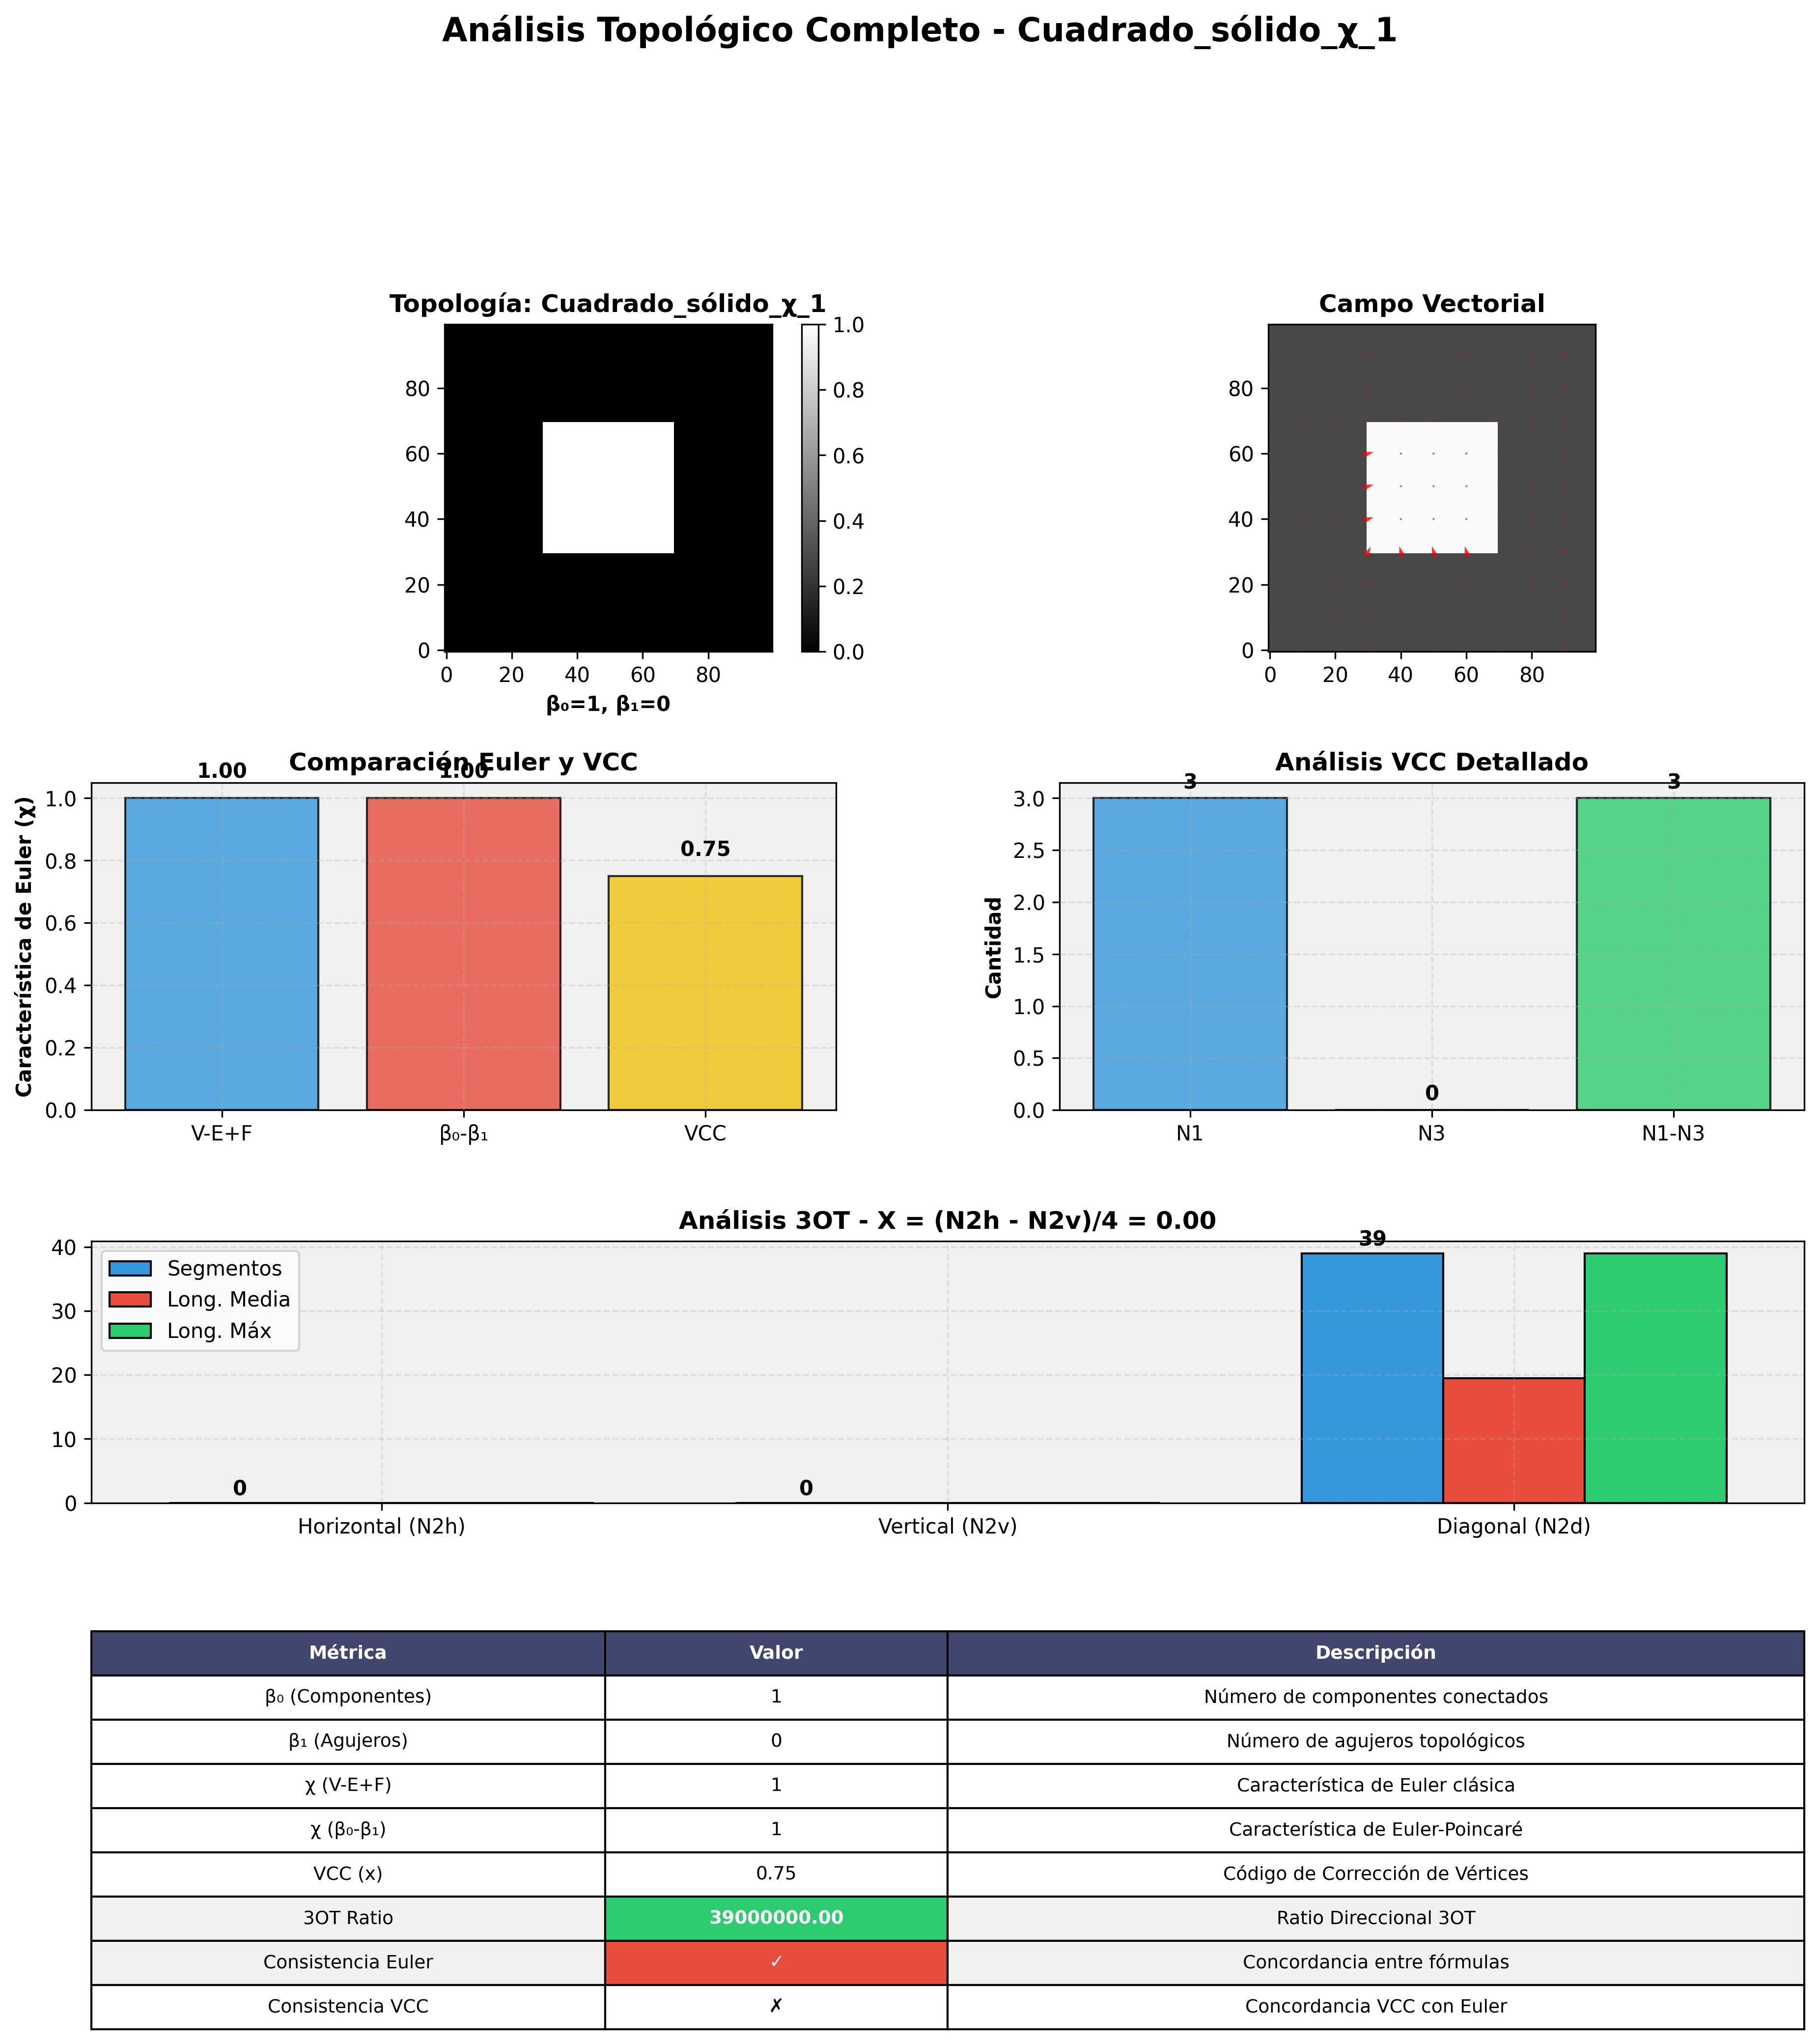 Análisis Topológico Completo - Cuadrado_sólido_χ_1
Topología: Cuadrado_sólido_χ_1
80
60
40
20
0
0 20 40 60 80
β₀=1, β₁=0
1.0
0.8
0.6
0.4
0.2
0.0
Campo Vectorial
80
60
40
20
0
0 20 40 60 80
Comparación Euler y VCC
Característica de Euler (χ)
1.0
0.8
0.6
0.4
0.2
0.0
1.00 1.00 0.75
V-E+F β₀-β₁ VCC
Análisis VCC Detallado
Cantidad
3.0
2.5
2.0
1.5
1.0
0.5
0.0
3 0 3
N1 N3 N1-N3
Análisis 3OT - X = (N2h - N2v)/4 = 0.00
40
30
20
10
0
Segmentos
Long. Media
Long. Máx
0 0 39
Horizontal (N2h) Vertical (N2v) Diagonal (N2d)
Métrica Valor Descripción
β₀ (Componentes) 1 Número de componentes conectados
β₁ (Agujeros) 0 Número de agujeros topológicos
χ (V-E+F) 1 Característica de Euler clásica
χ (β₀-β₁) 1 Característica de Euler-Poincaré
VCC (x) 0.75 Código de Corrección de Vértices
3OT Ratio 39000000.00 Ratio Direccional 3OT
Consistencia Euler ✓ Concordancia entre fórmulas
Consistencia VCC ✗ Concordancia VCC con Euler